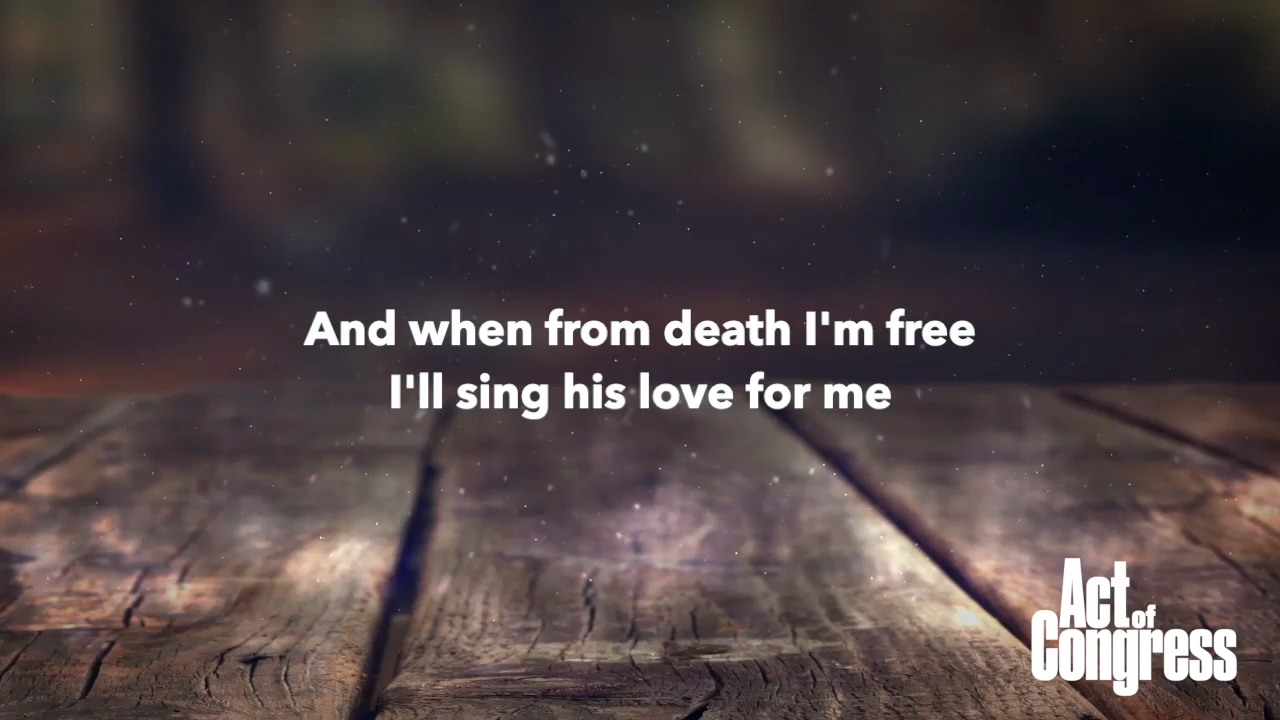 And when from death I'm free
I'll sing his love for me
Act of
Congress